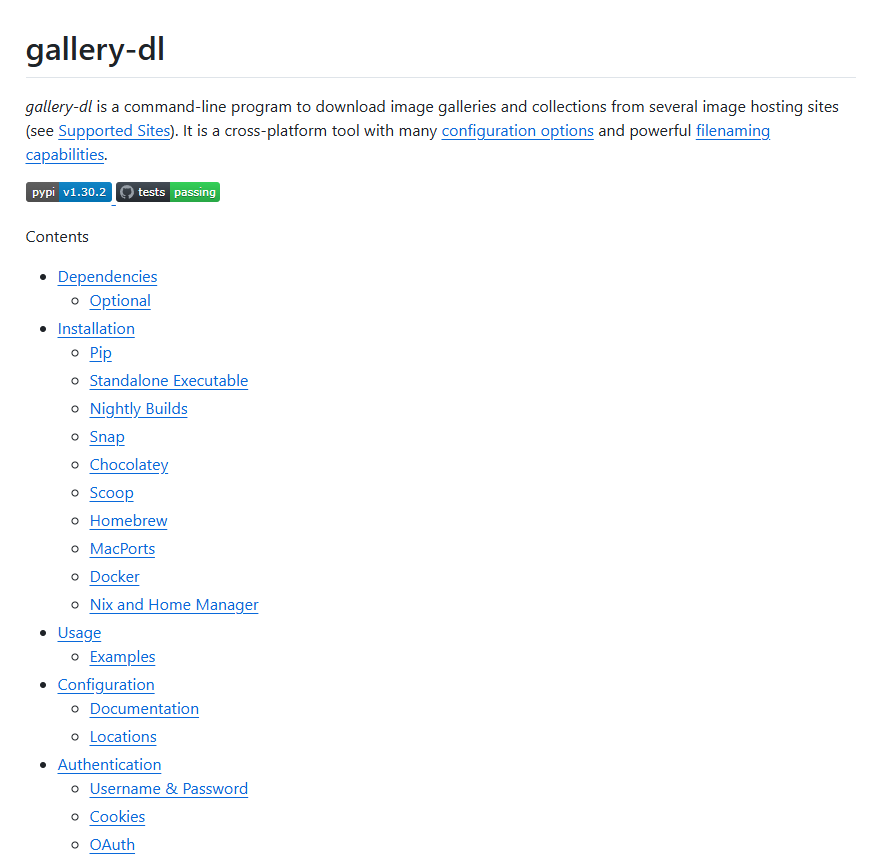 gallery-dl
gallery-dl is a command-line program to download image galleries and collections from several image hosting sites
(see Supported Sites). It is a cross-platform tool with many configuration options and powerful filenaming
capabilities.
pypi v1.30.2 tests passing
Contents
Dependencies
Optional
Installation
Pip
Standalone Executable
Nightly Builds
Snap
Chocolatey
Scoop
Homebrew
MacPorts
Docker
Nix and Home Manager
Usage
Examples
Configuration
Documentation
Locations
Authentication
Username & Password
Cookies
OAuth